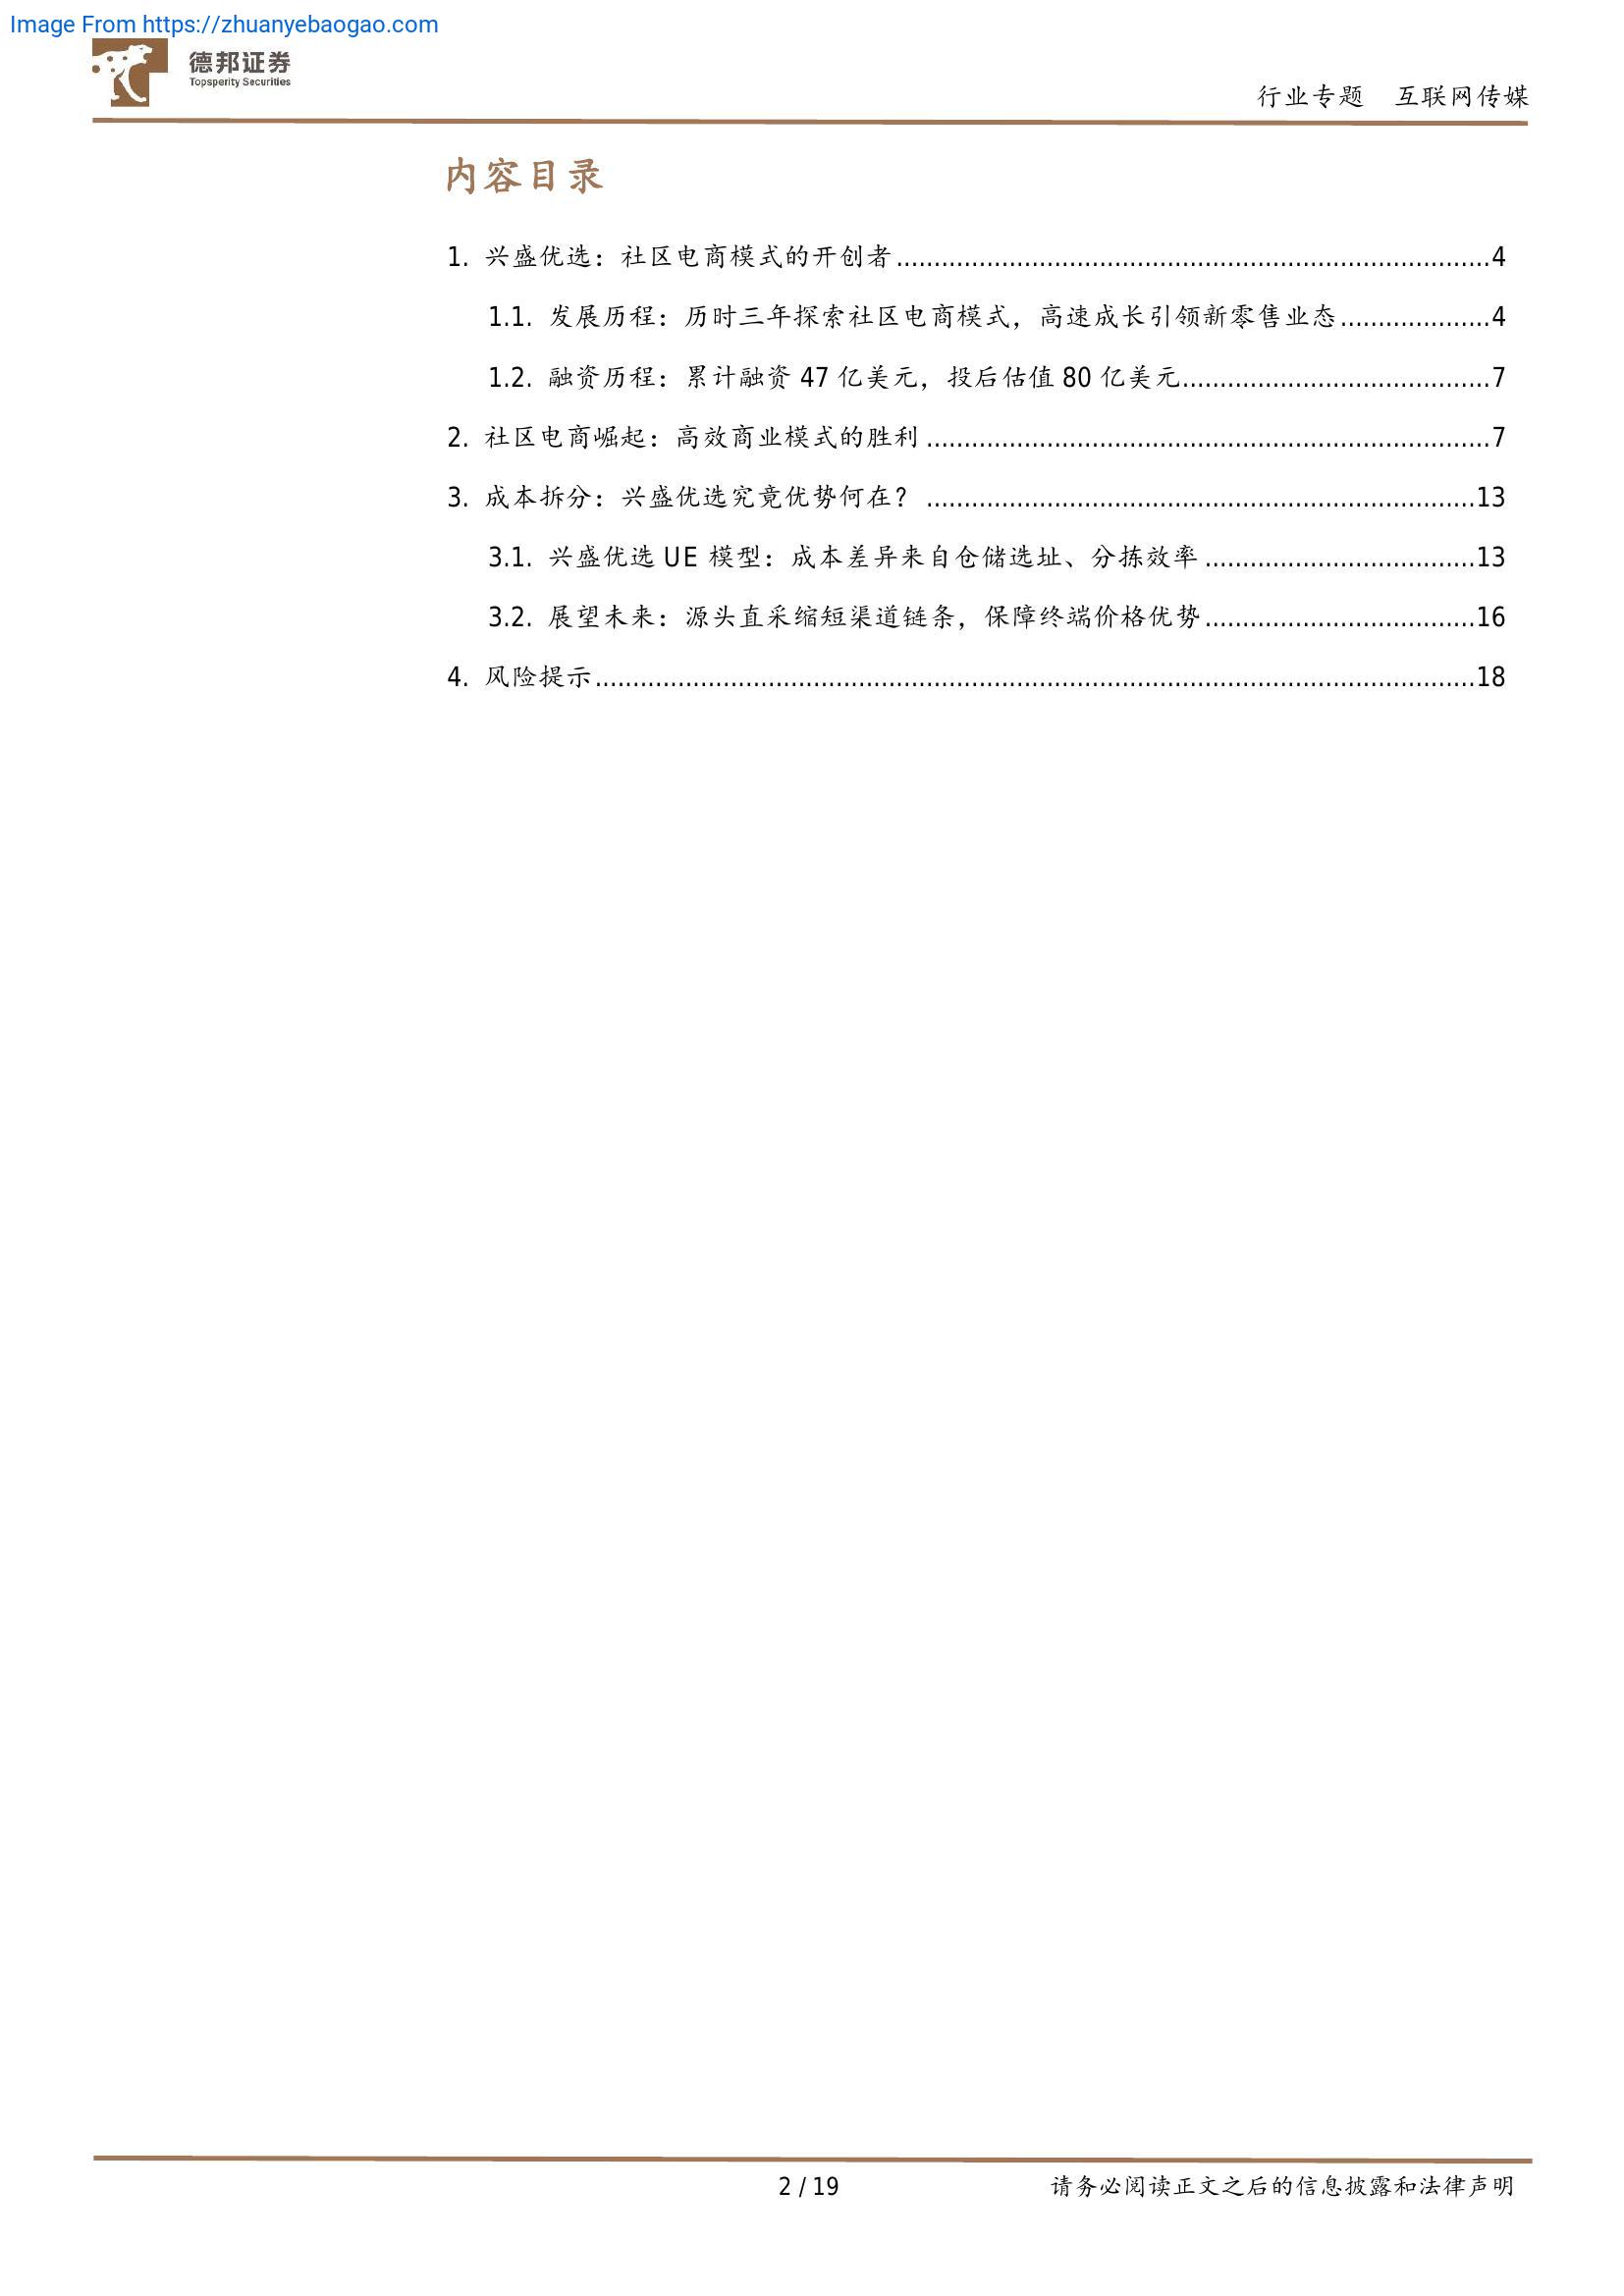 Image From https://zhuanyebaogao.com
德邦证券
Topsperity Securities
行业专题 互联网传媒
内容目录
1. 兴盛优选：社区电商模式的开创者................................................................................4
1.1. 发展历程：历时三年探索社区电商模式，高速成长引领新零售业态....................4
1.2. 融资历程：累计融资 47 亿美元，投后估值 80 亿美元.........................................7
2. 社区电商崛起：高效商业模式的胜利...........................................................................7
3. 成本拆分：兴盛优选究竟优势何在？.........................................................................13
3.1. 兴盛优选 UE 模型：成本差异来自仓储选址、分拣效率....................................13
3.2. 展望未来：源头直采缩短渠道链条，保障终端价格优势....................................16
4. 风险提示.....................................................................................................................18
2 / 19
请务必阅读正文之后的信息披露和法律声明